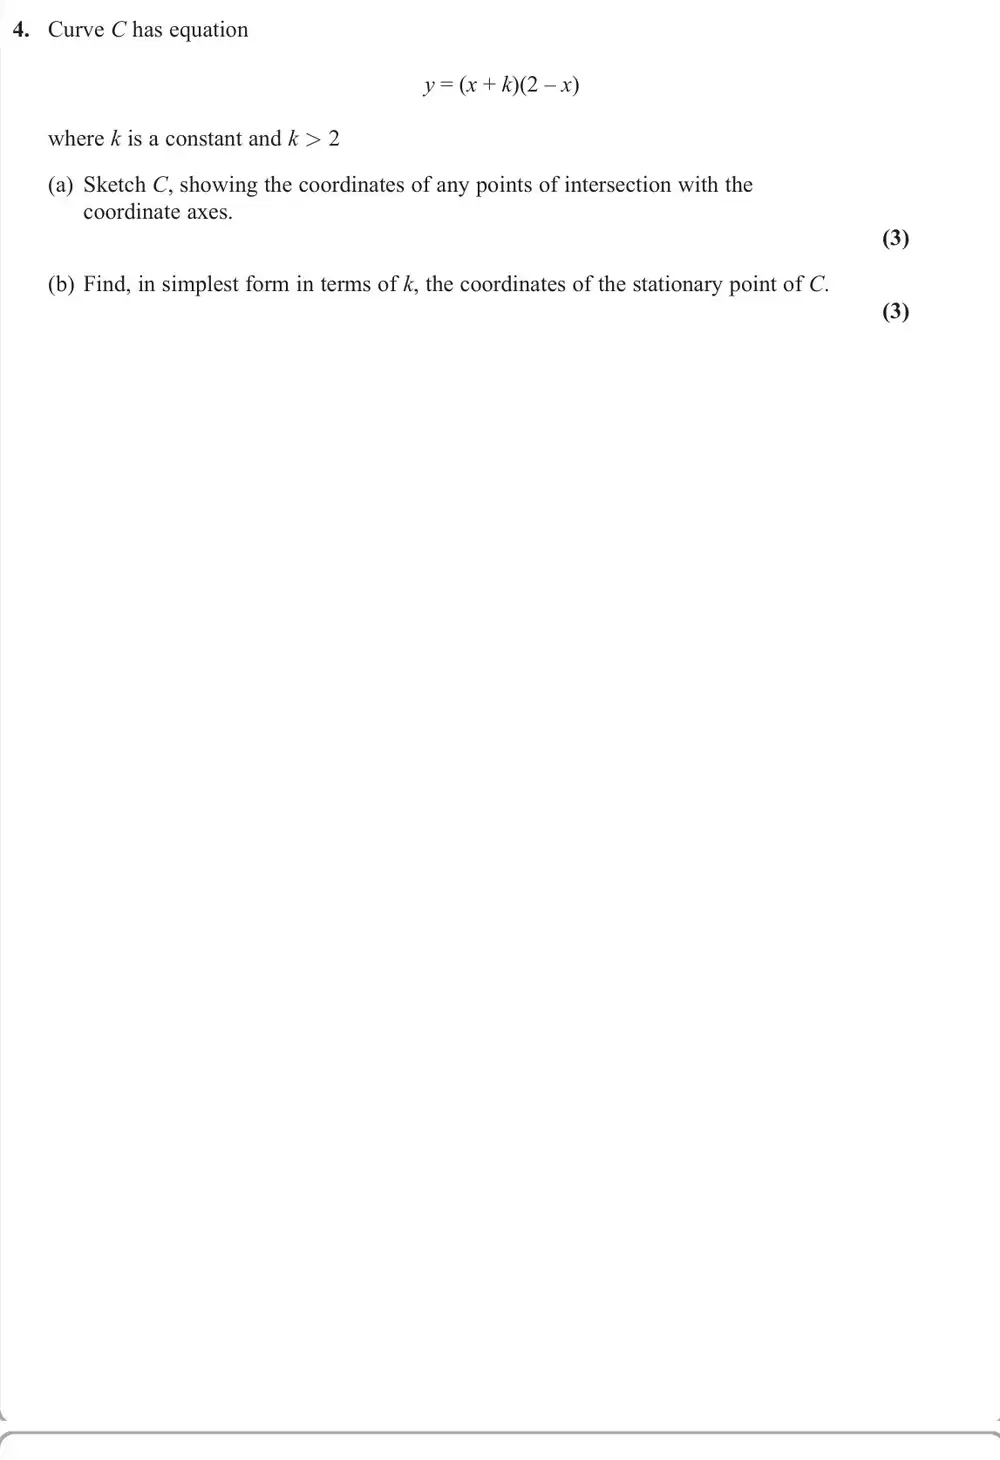 4. Curve C has equation
y = (x + k)(2 – x)
where k is a constant and k > 2
(a) Sketch C, showing the coordinates of any points of intersection with the
coordinate axes.
(3)
(b) Find, in simplest form in terms of k, the coordinates of the stationary point of C.
(3)